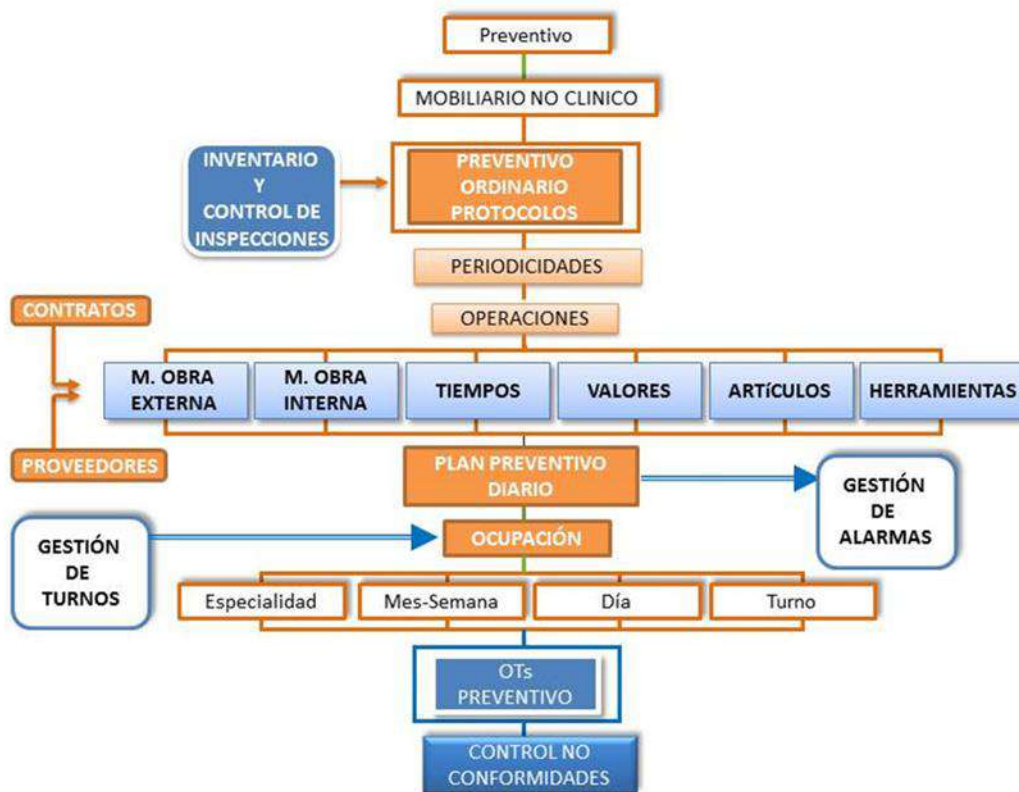 Preventivo
MOBILIARIO NO CLINICO
INVENTARIO
Y
CONTROL DE
INSPECCIONES
PREVENTIVO
ORDINARIO
PROTOCOLOS
PERIODICIDADES
OPERACIONES
CONTRATOS
PROVEEDORES
M. OBRA
EXTERNA
M. OBRA
INTERNA
TIEMPOS
VALORES
ARTíCULOS
HERRAMIENTAS
PLAN PREVENTIVO
DIARIO
GESTIÓN
DE
ALARMAS
GESTIÓN
DE
TURNOS
OCUPACIÓN
Especialidad
Mes-Semana
Día
Turno
OTs
PREVENTIVO
CONTROL NO
CONFORMIDADES